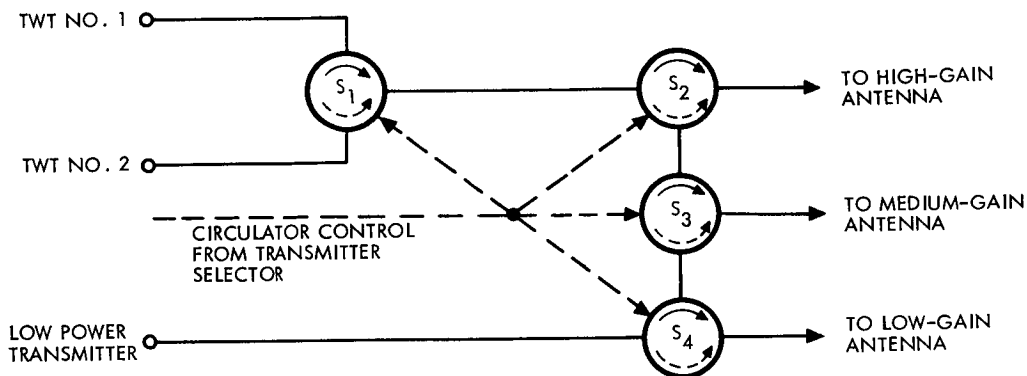 TWT NO. 1
S1
S2
TO HIGH-GAIN
ANTENNA
TWT NO. 2
S3
TO MEDIUM-GAIN
ANTENNA
CIRCULATOR CONTROL
FROM TRANSMITTER
SELECTOR
LOW POWER
TRANSMITTER
S4
TO LOW-GAIN
ANTENNA